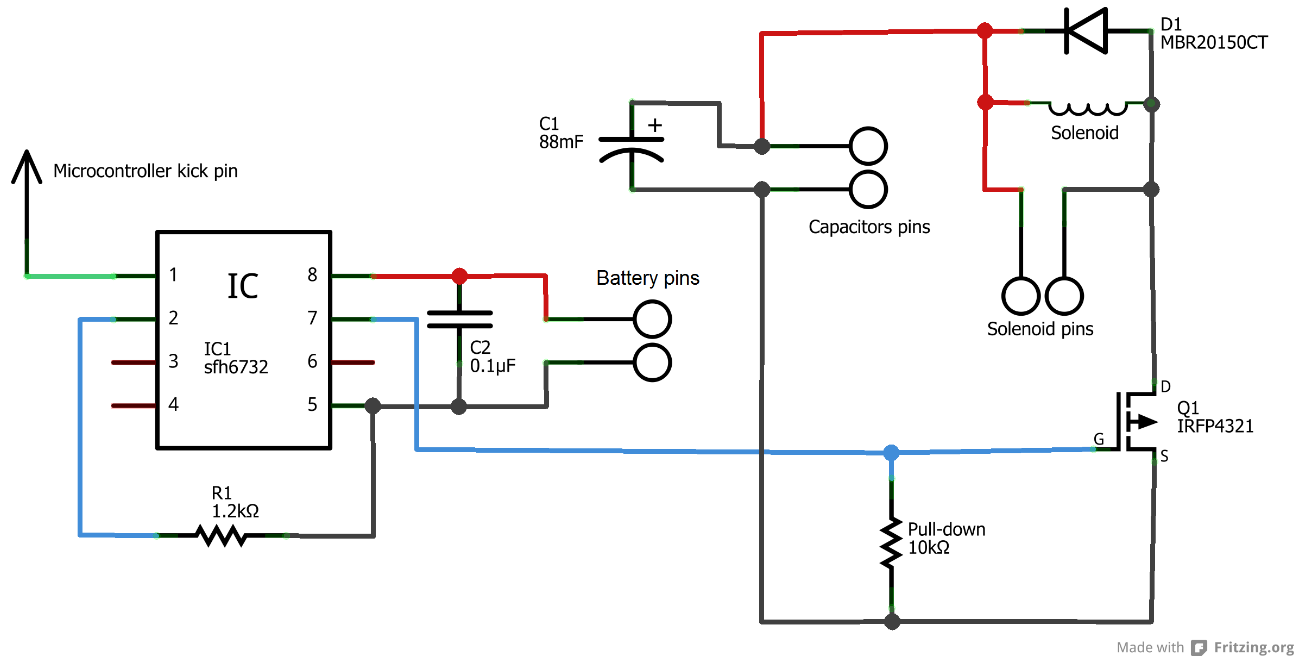 D1
MBR20150CT
C1
88mF
+
Solenoid
Microcontroller kick pin
Capacitors pins
1
8
IC
Battery pins
2
7
Solenoid pins
IC1
sfh6732
3
6
C2
0.1µF
4
5
D
Q1
IRFP4321
G
S
R1
1.2kΩ
Pull-down
10kΩ
Made with Fritzing.org